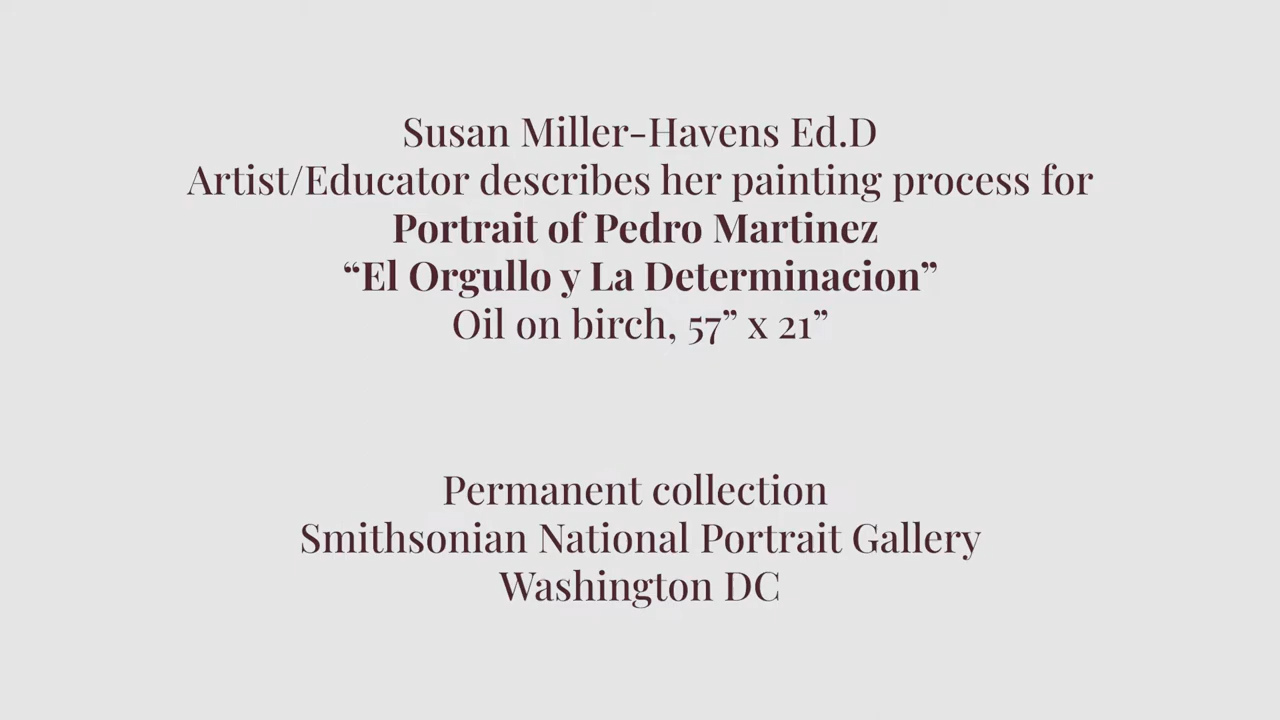 Susan Miller-Havens Ed.D
Artist/Educator describes her painting process for
Portrait of Pedro Martinez
“El Orgullo y La Determinacion”
Oil on birch, 57” x 21”
Permanent collection
Smithsonian National Portrait Gallery
Washington DC